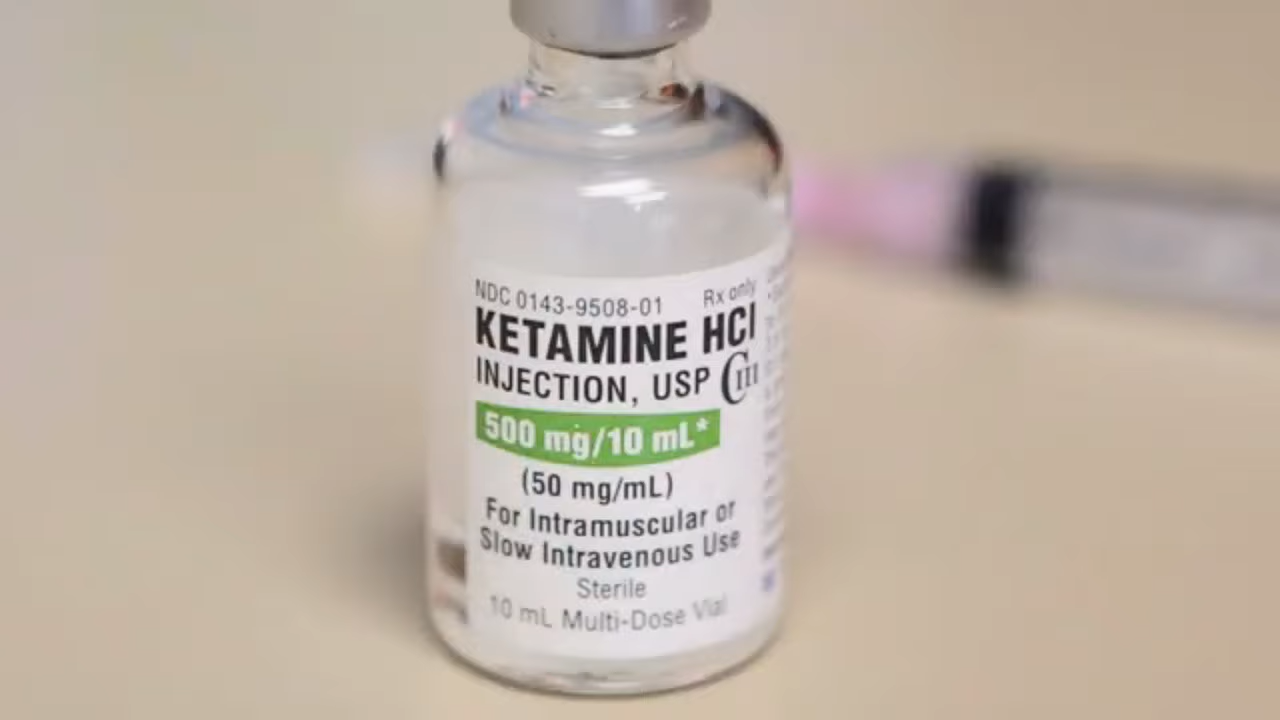 NDC 0143-9508-01 Rx only
KETAMINE HCl
INJECTION, USP CIII
500 mg/10 mL*
(50 mg/mL)
For Intramuscular or
Slow Intravenous Use
Sterile
10 mL Multi-Dose Vial